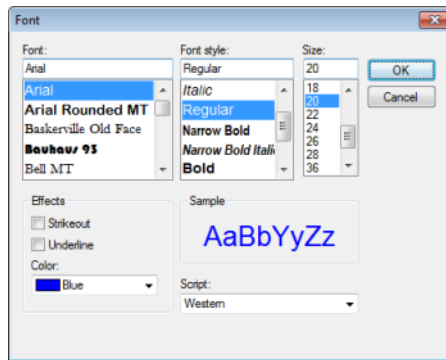 Font
Font: Font style: Size:
Arial Regular 20 OK
Arial Italic 18
Arial Rounded MT Regular 20 Cancel
Baskerville Old Face Narrow Bold 22
Bauhaus 93 Narrow Bold Itali 24
Bell MT Bold 26
28
36
Effects Sample
Strikeout
Underline
AaBbYyZz
Color:
Blue
Script:
Western